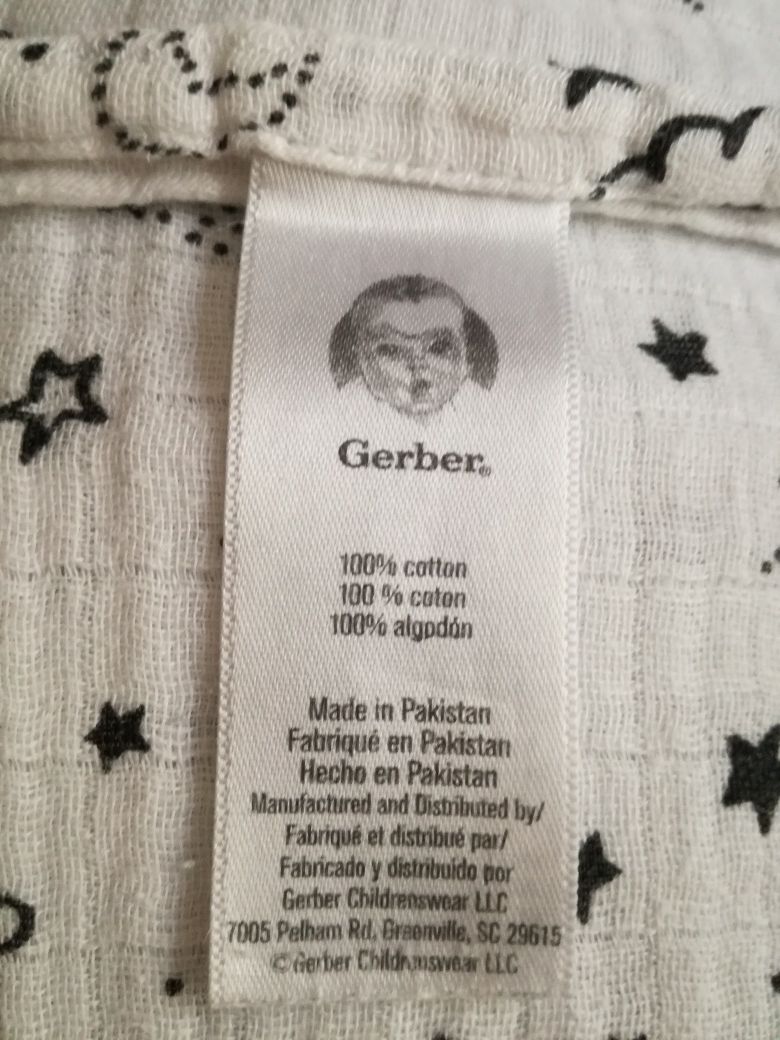 Gerber®
100% cotton
100 % coton
100% algodón
Made in Pakistan
Fabriqué en Pakistan
Hecho en Pakistan
Manufactured and Distributed by/
Fabriqué et distribué par/
Fabricado y distribuido por
Gerber Childrenswear LLC
7005 Pelham Rd. Greenville, SC 29615
© Gerber Childrenswear LLC